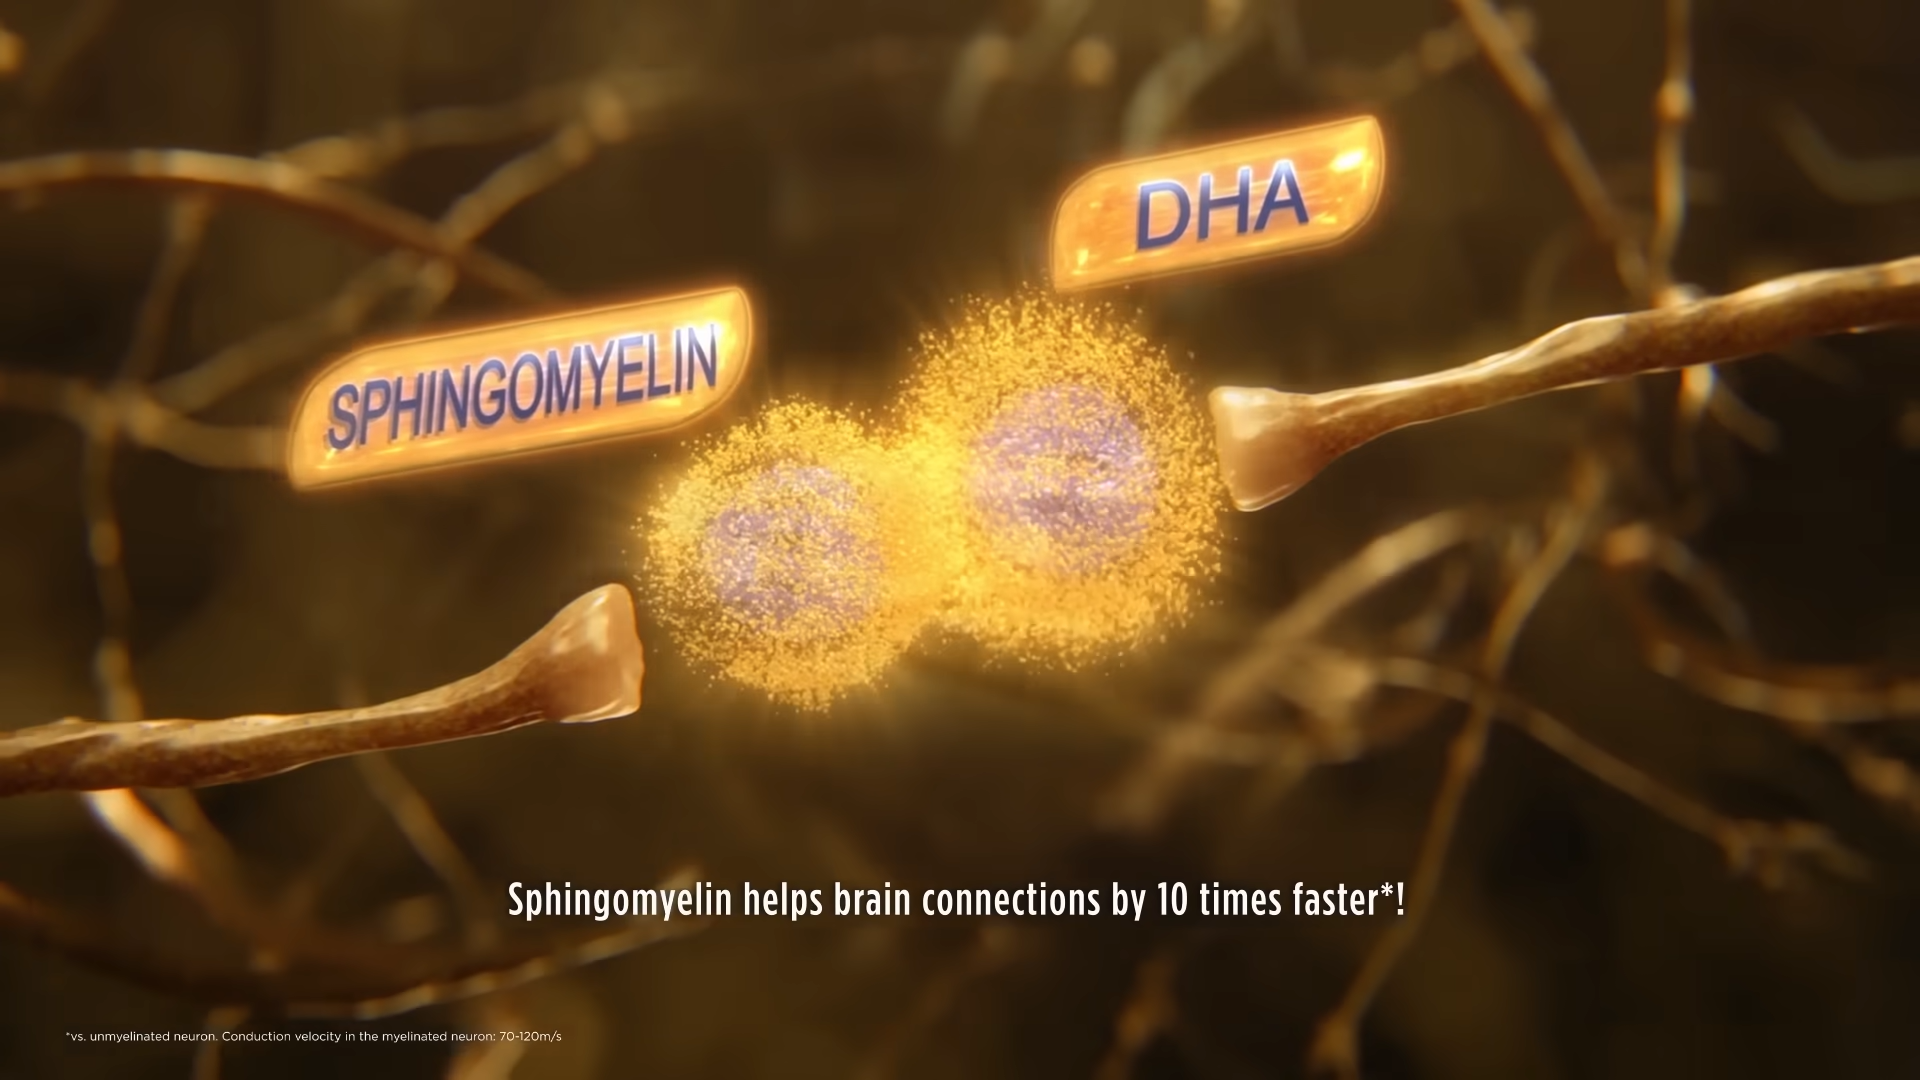 DHA
SPHINGOMYELIN
Sphingomyelin helps brain connections by 10 times faster*!
*vs. unmyelinated neuron. Conduction velocity in the myelinated neuron: 70-120m/s